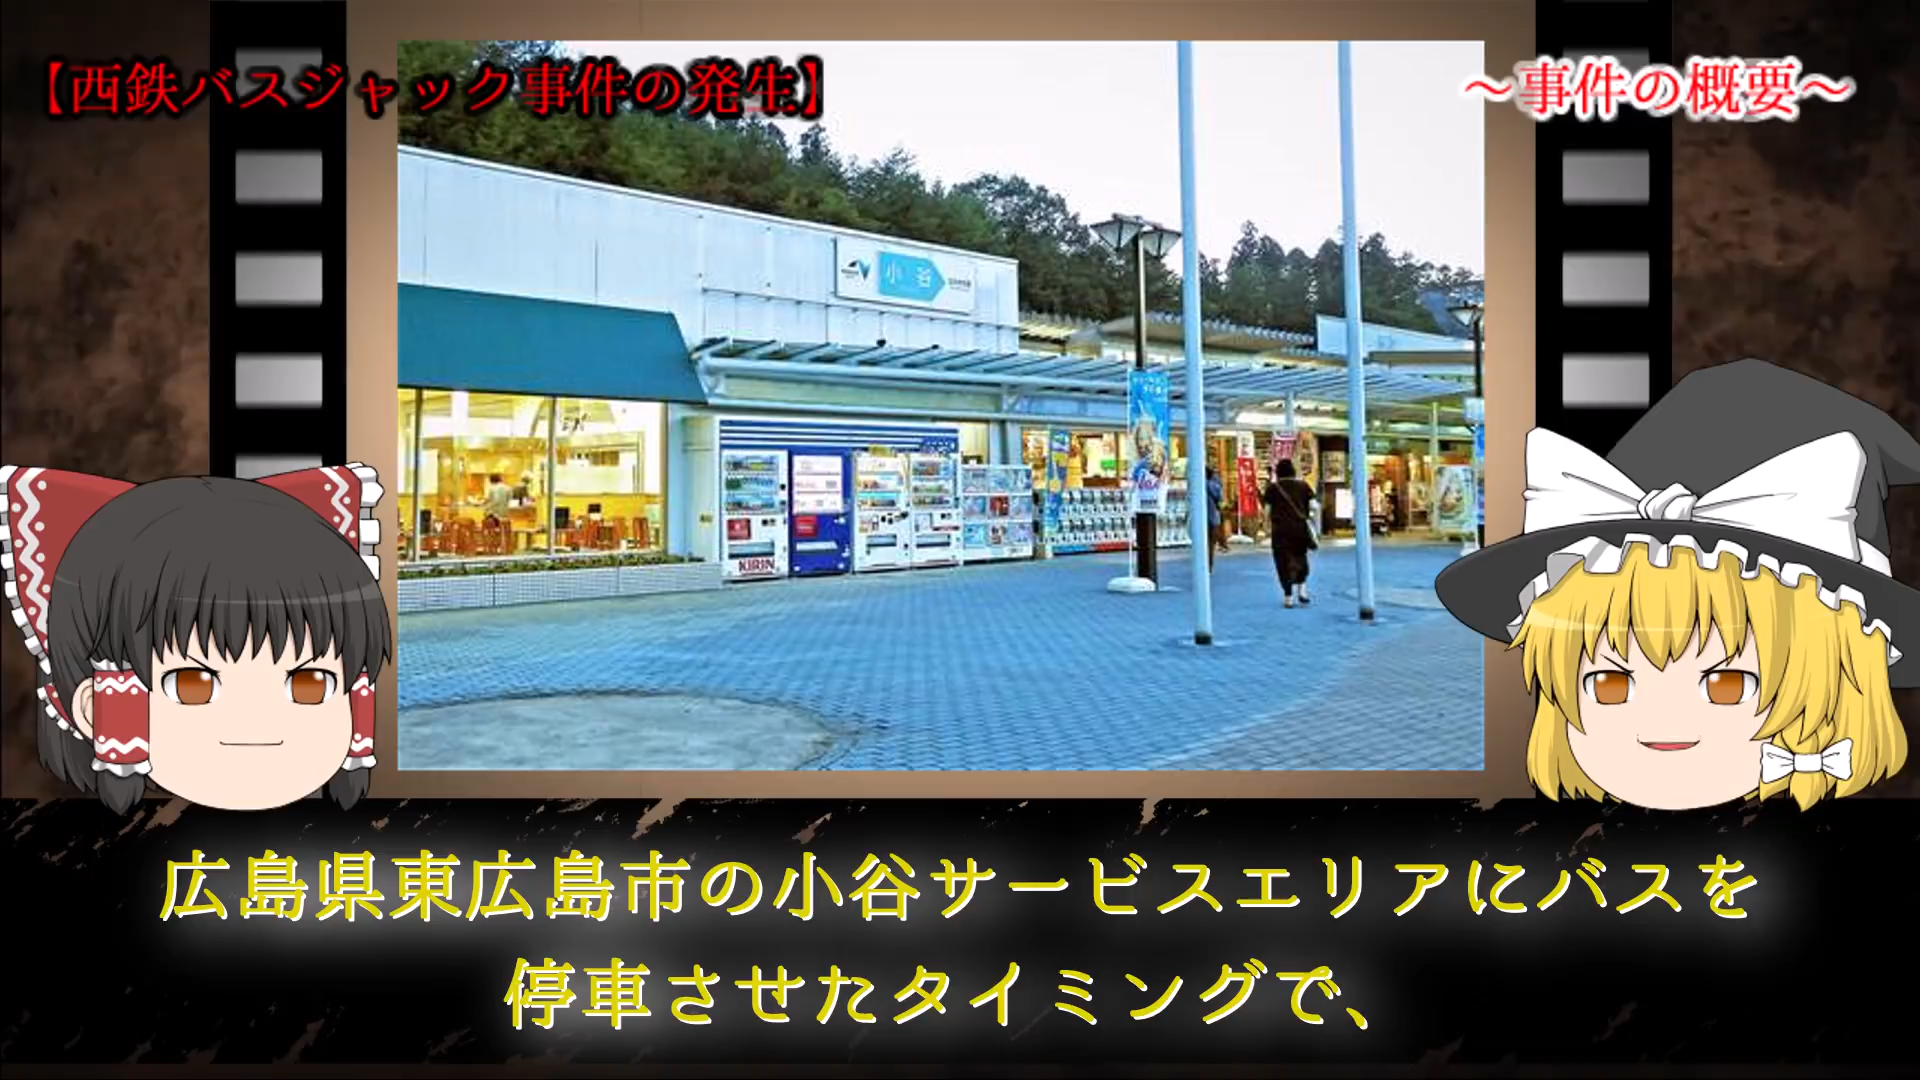 【西鉄バスジャック事件の発生】
～事件の概要～
小谷
KIRIN
広島県東広島市の小谷サービスエリアにバスを
停車させたタイミングで、